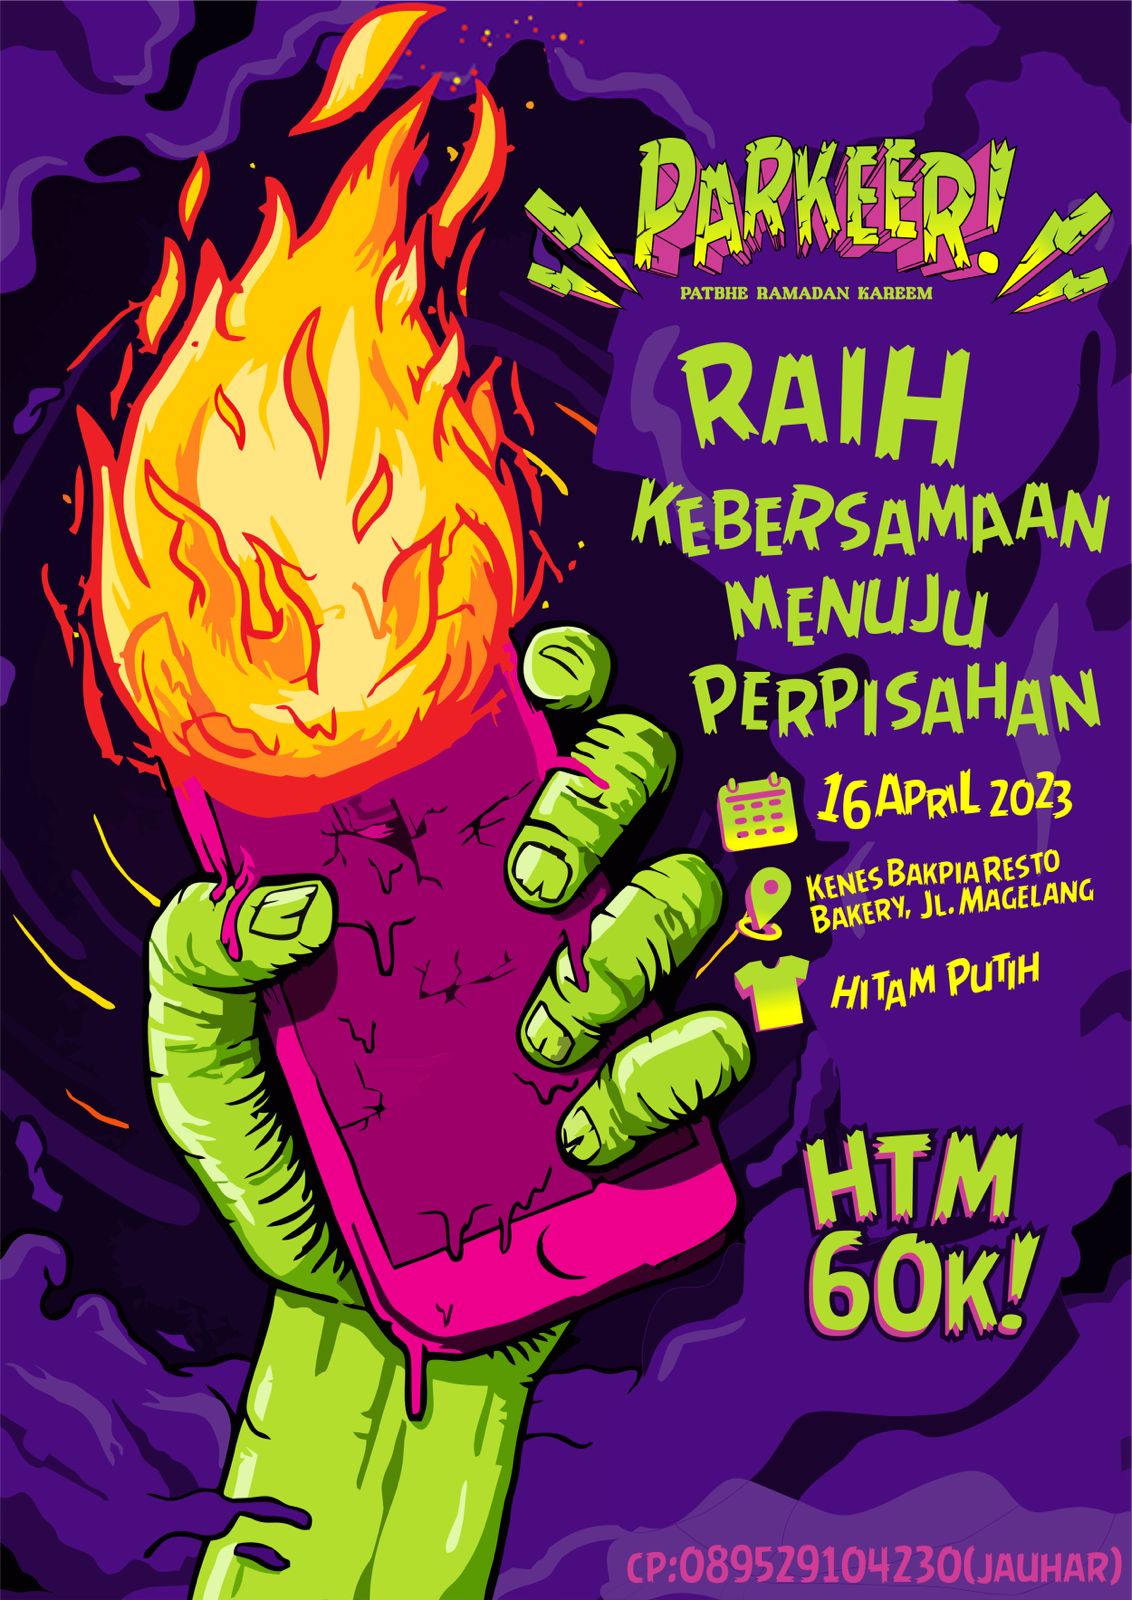 PARKEER!
PATBHE RAMADAN KAREEM
RAIH
KEBERSAMAAN
MENUJU
PERPISAHAN
16 APRIL 2023
KENES BAKPIA RESTO
BAKERY, JL. MAGELANG
HITAM PUTIH
HTM
60K!
CP:089529104230(JAUHAR)